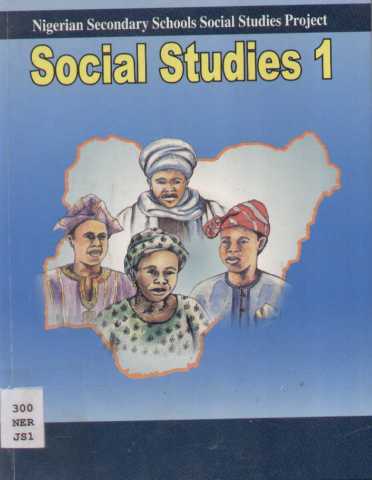 Nigerian Secondary Schools Social Studies Project
Social Studies 1
300
NER
JS1